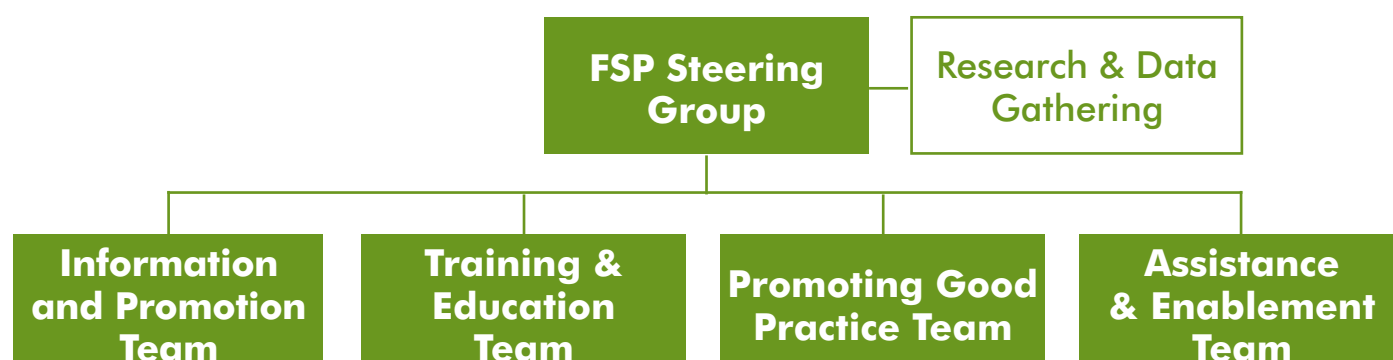 FSP Steering
Group
Research & Data
Gathering
Information
and Promotion
Team
Training &
Education
Team
Promoting Good
Practice Team
Assistance
& Enablement
Team